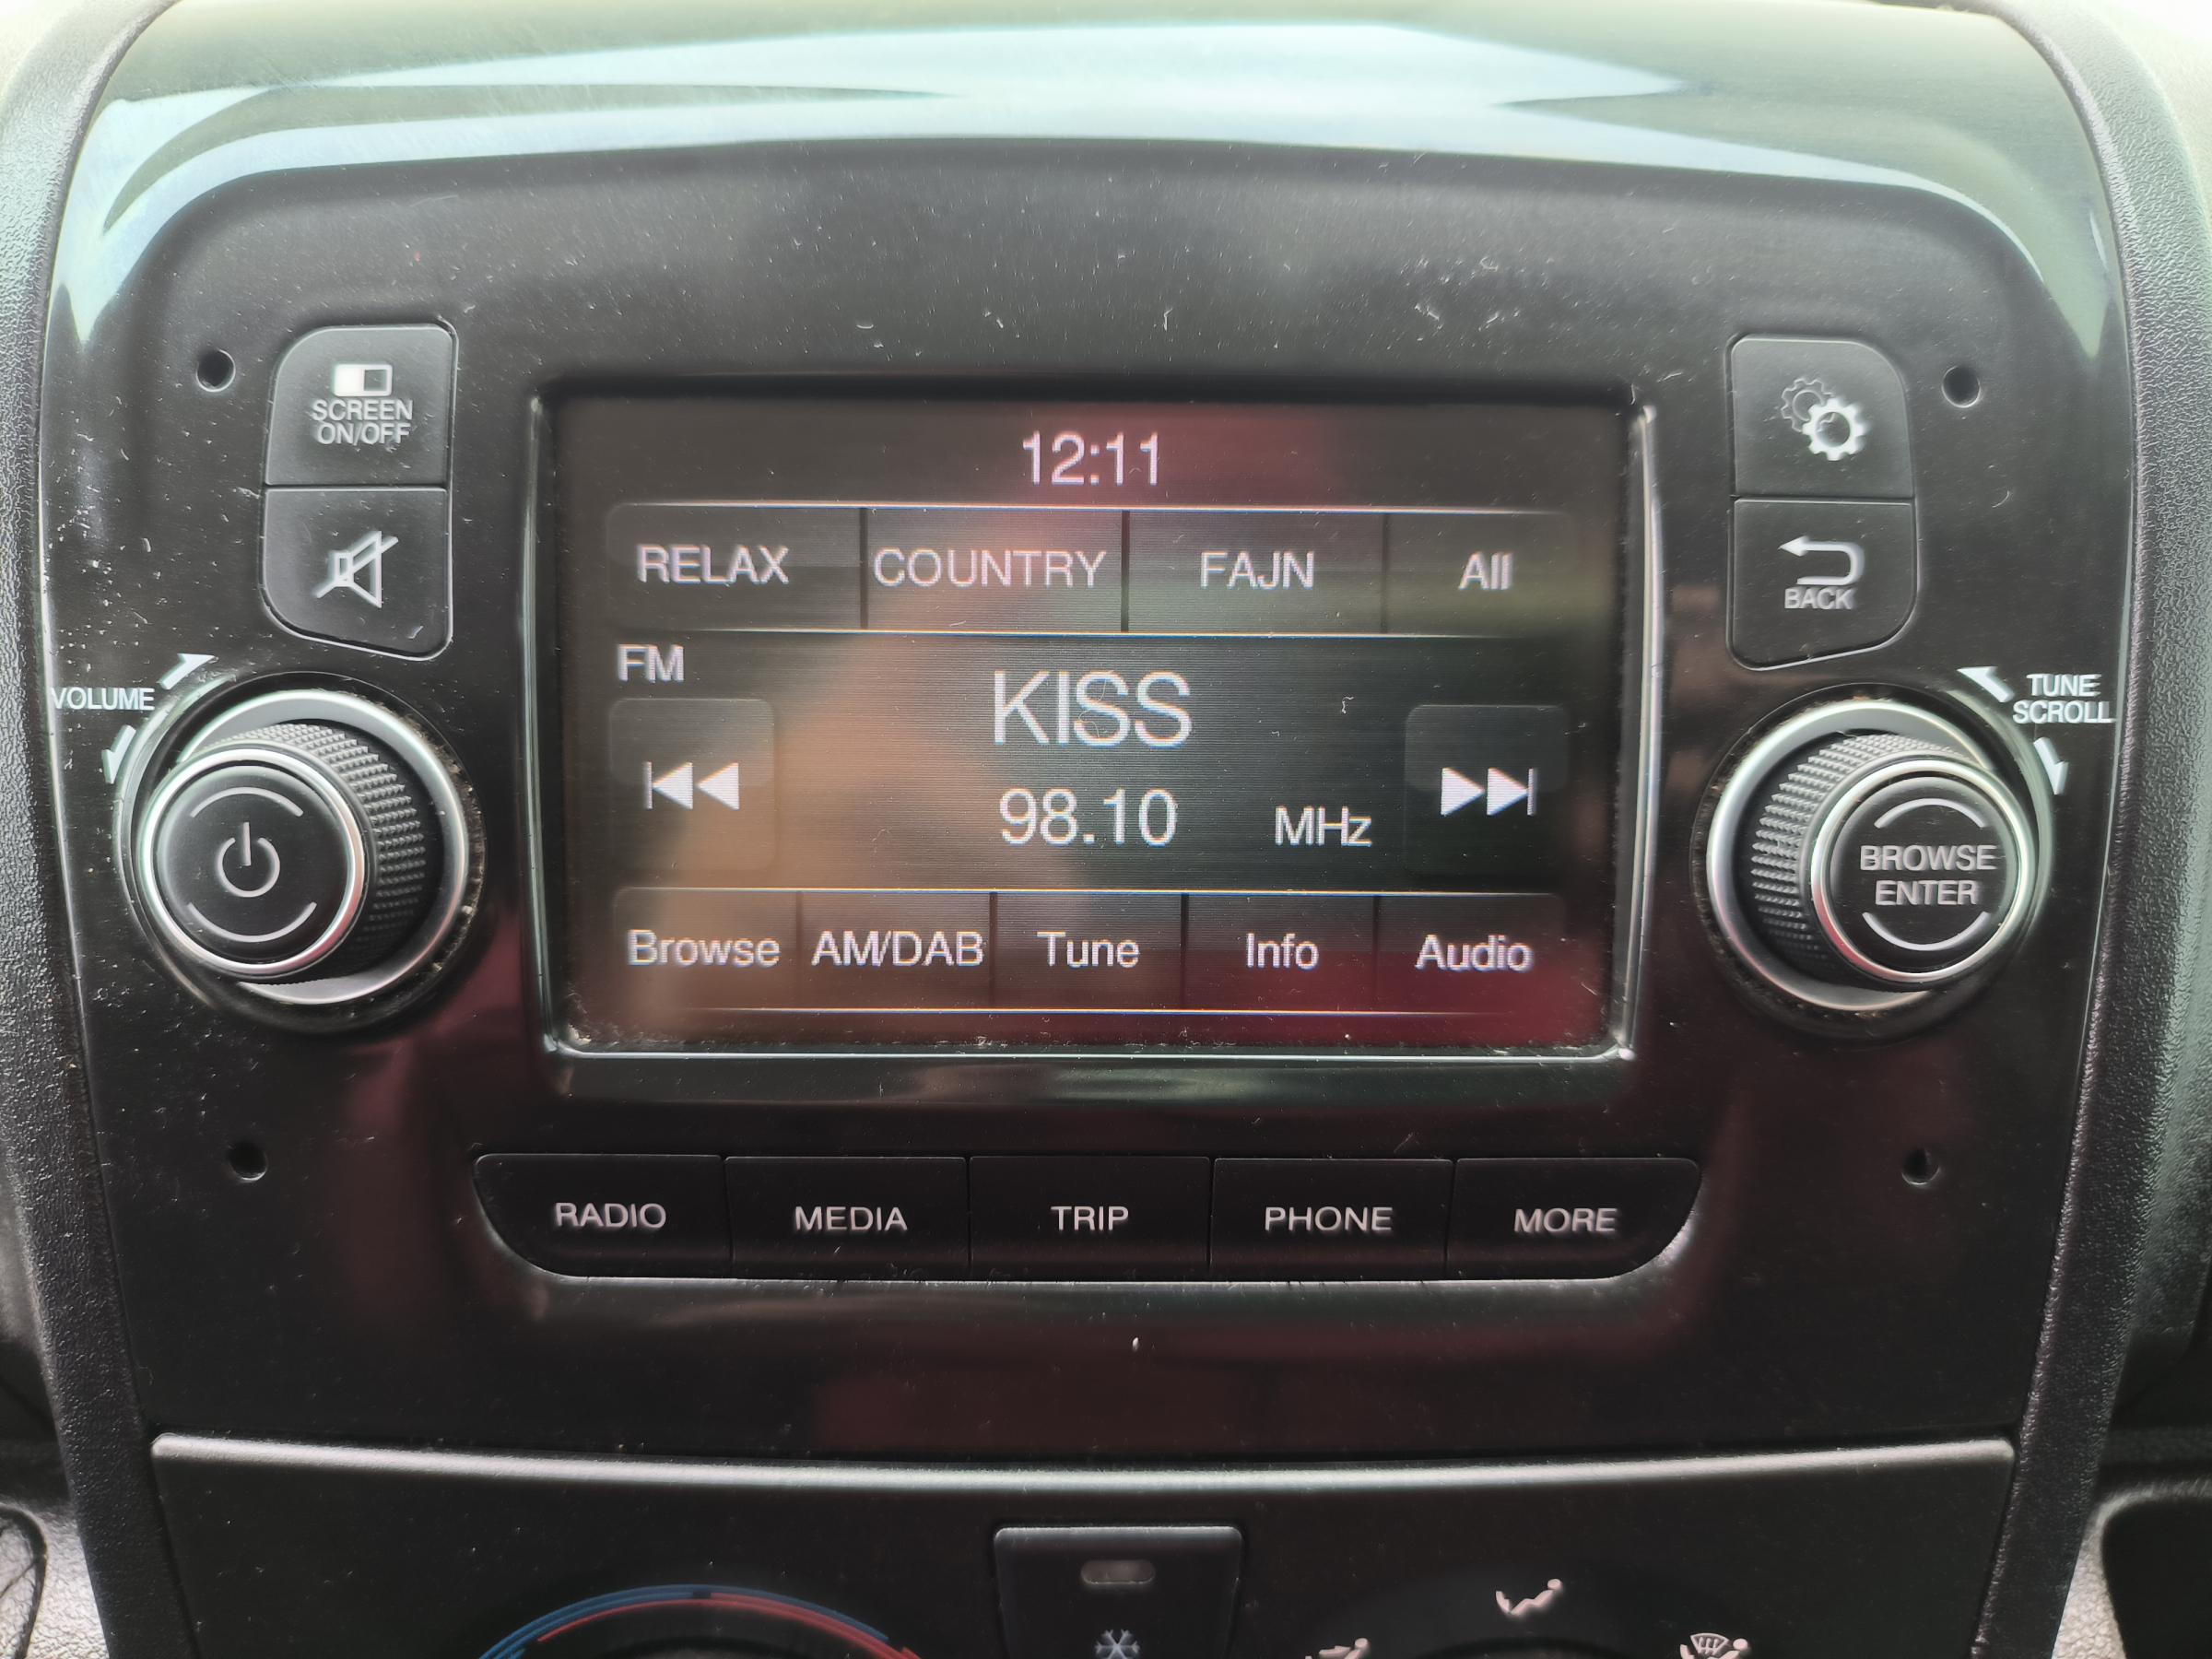 SCREEN
ON/OFF
VOLUME
12:11
RELAX COUNTRY FAJN All
FM
KISS
98.10 MHz
Browse AM/DAB Tune Info Audio
BACK
TUNE
SCROLL
BROWSE
ENTER
RADIO MEDIA TRIP PHONE MORE